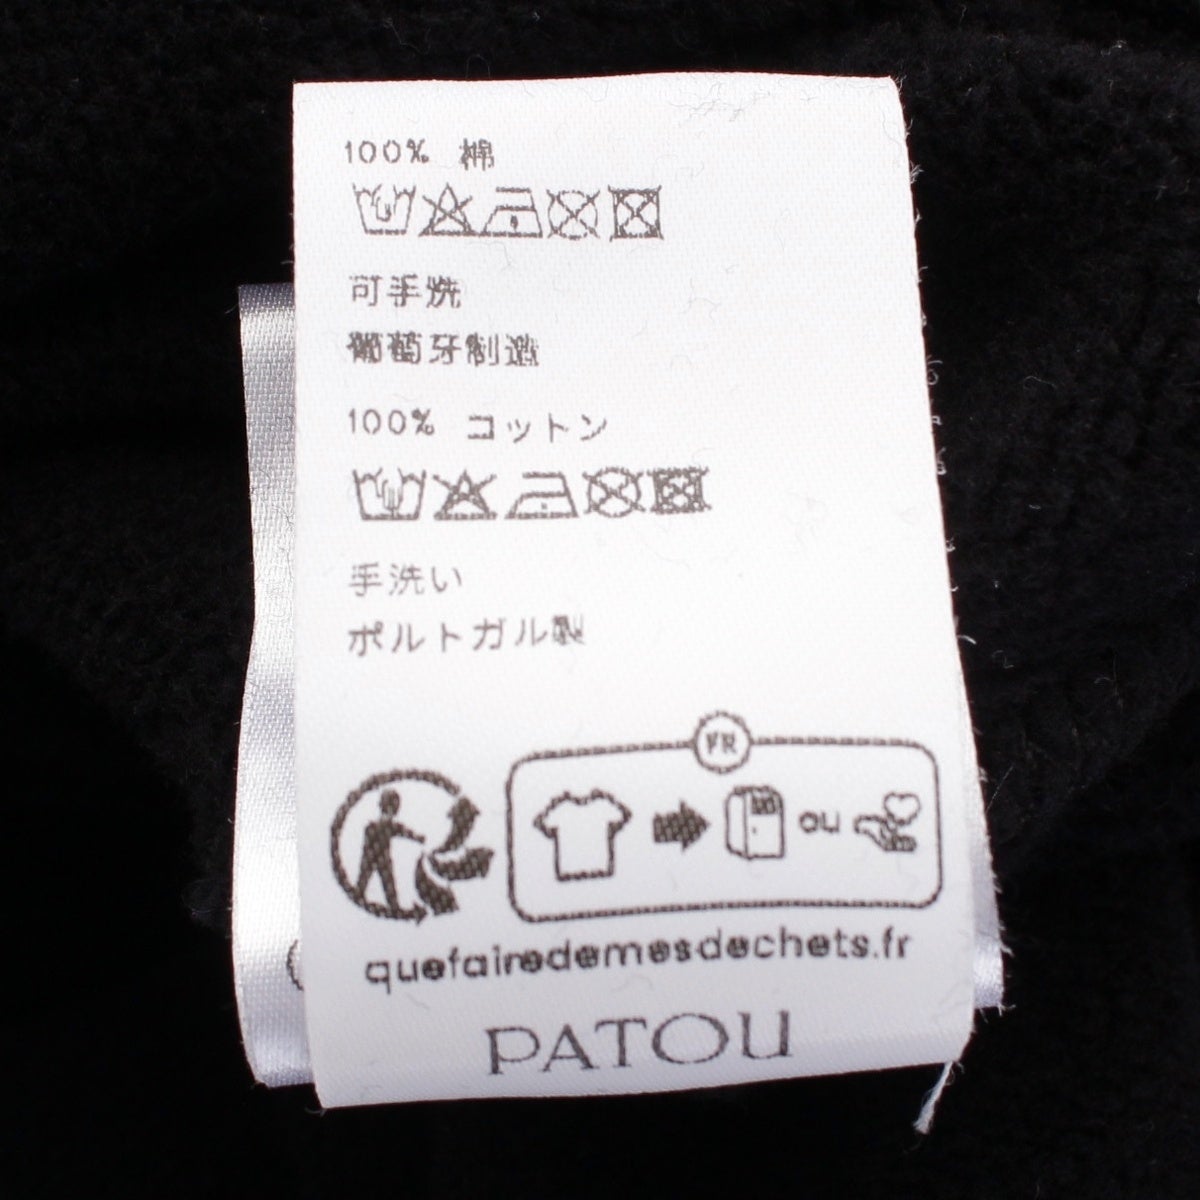 100% 棉
可手洗
葡萄牙制造
100% コットン
手洗い
ポルトガル製
FR
ou
quefairedemesdechets.fr
PATOU